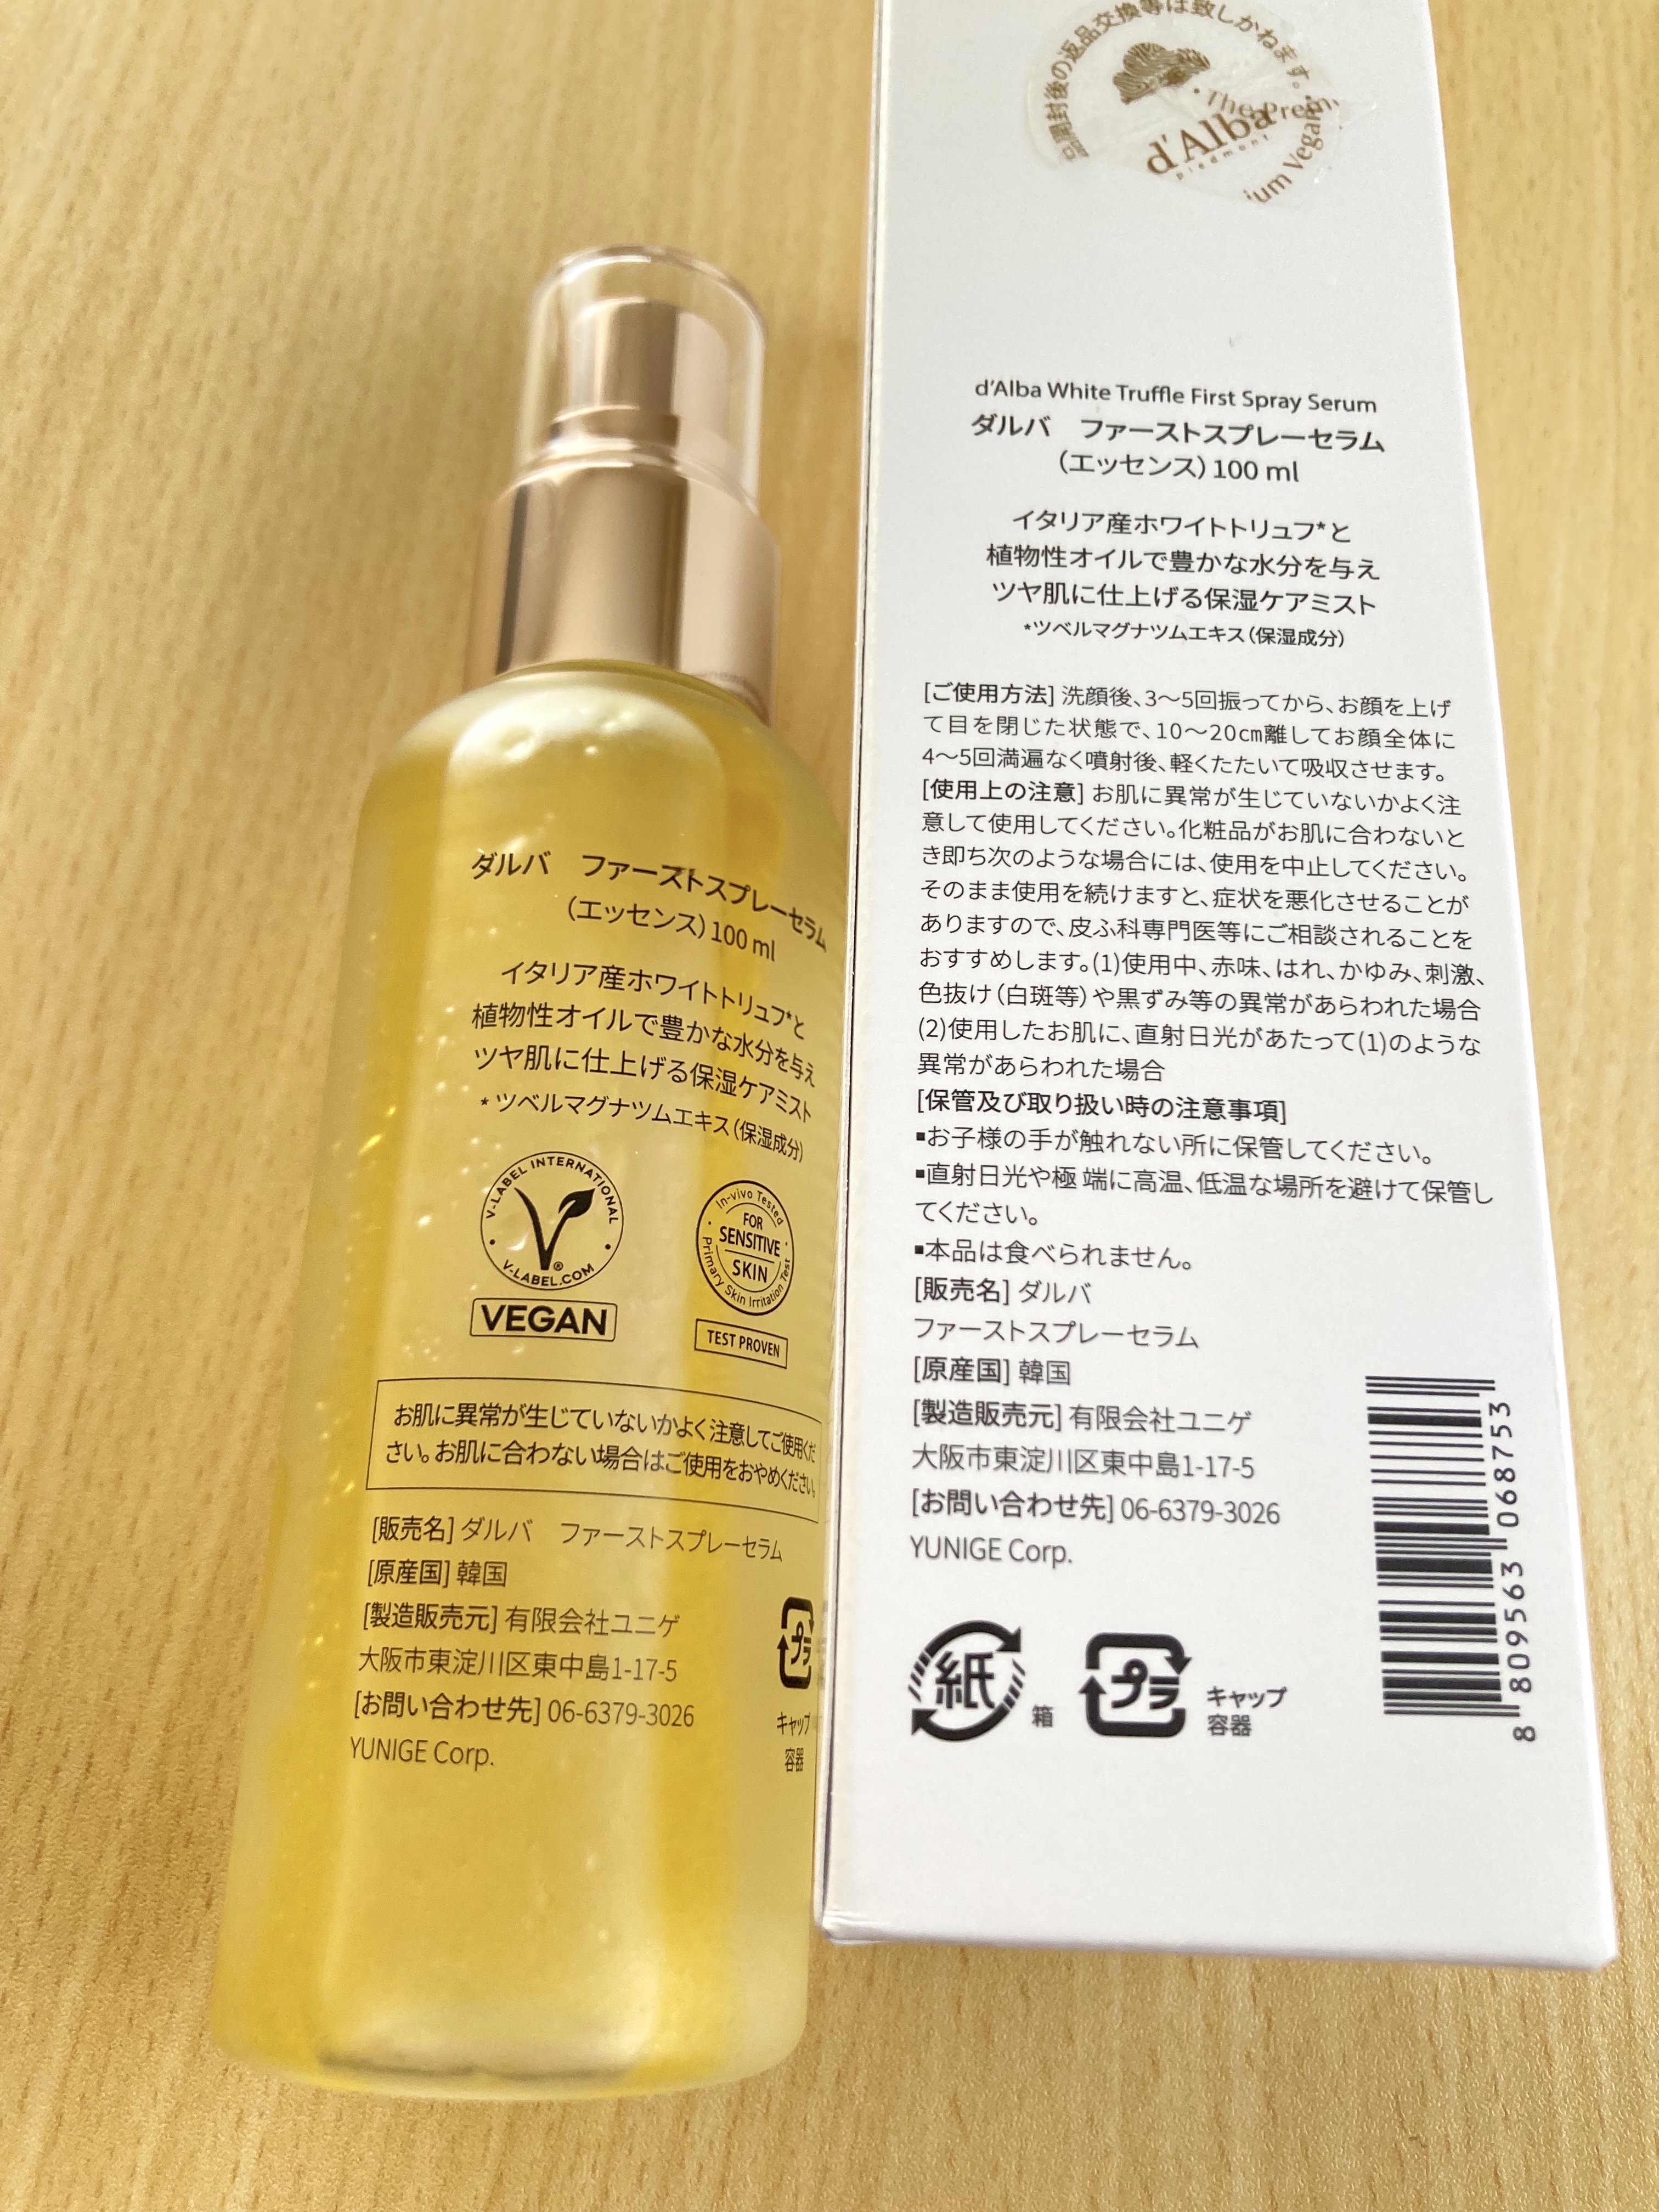 ダルバ　ファーストスプレーセラム
（エッセンス）100 ml
イタリア産ホワイトトリュフ*と
植物性オイルで豊かな水分を与え
ツヤ肌に仕上げる保湿ケアミスト
*ツベルマグナツムエキス（保湿成分）
V-LABEL INTERNATIONAL
V-LABEL.COM
®
VEGAN
In-vivo Tested
FOR
SENSITIVE
SKIN
Primary Skin Irritation Test
TEST PROVEN
お肌に異常が生じていないかよく注意してご使用くだ
さい。お肌に合わない場合はご使用をおやめください。
[販売名] ダルバ　ファーストスプレーセラム
[原産国] 韓国
[製造販売元] 有限会社ユニゲ
大阪市東淀川区東中島1-17-5
[お問い合わせ先] 06-6379-3026
YUNIGE Corp.
プラ
キャップ
容器
開封後の返品交換等は致しかねます。
d'Alba
piedmont
d'Alba White Truffle First Spray Serum
ダルバ　ファーストスプレーセラム
（エッセンス）100 ml
イタリア産ホワイトトリュフ*と
植物性オイルで豊かな水分を与え
ツヤ肌に仕上げる保湿ケアミスト
*ツベルマグナツムエキス（保湿成分）
[ご使用方法] 洗顔後、3〜5回振ってから、お顔を上げ
て目を閉じた状態で、10〜20㎝離してお顔全体に
4〜5回満遍なく噴射後、軽くたたいて吸収させます。
[使用上の注意] お肌に異常が生じていないかよく注
意して使用してください。化粧品がお肌に合わないと
き即ち次のような場合には、使用を中止してください。
そのまま使用を続けますと、症状を悪化させることが
ありますので、皮ふ科専門医等にご相談されることを
おすすめします。(1)使用中、赤味、はれ、かゆみ、刺激、
色抜け（白斑等）や黒ずみ等の異常があらわれた場合
(2)使用したお肌に、直射日光があたって(1)のような
異常があらわれた場合
[保管及び取り扱い時の注意事項]
▪お子様の手が触れない所に保管してください。
▪直射日光や極 端に高温、低温な場所を避けて保管し
てください。
▪本品は食べられません。
[販売名] ダルバ
ファーストスプレーセラム
[原産国] 韓国
[製造販売元] 有限会社ユニゲ
大阪市東淀川区東中島1-17-5
[お問い合わせ先] 06-6379-3026
YUNIGE Corp.
紙
箱
プラ
キャップ
容器
8 809563 068753